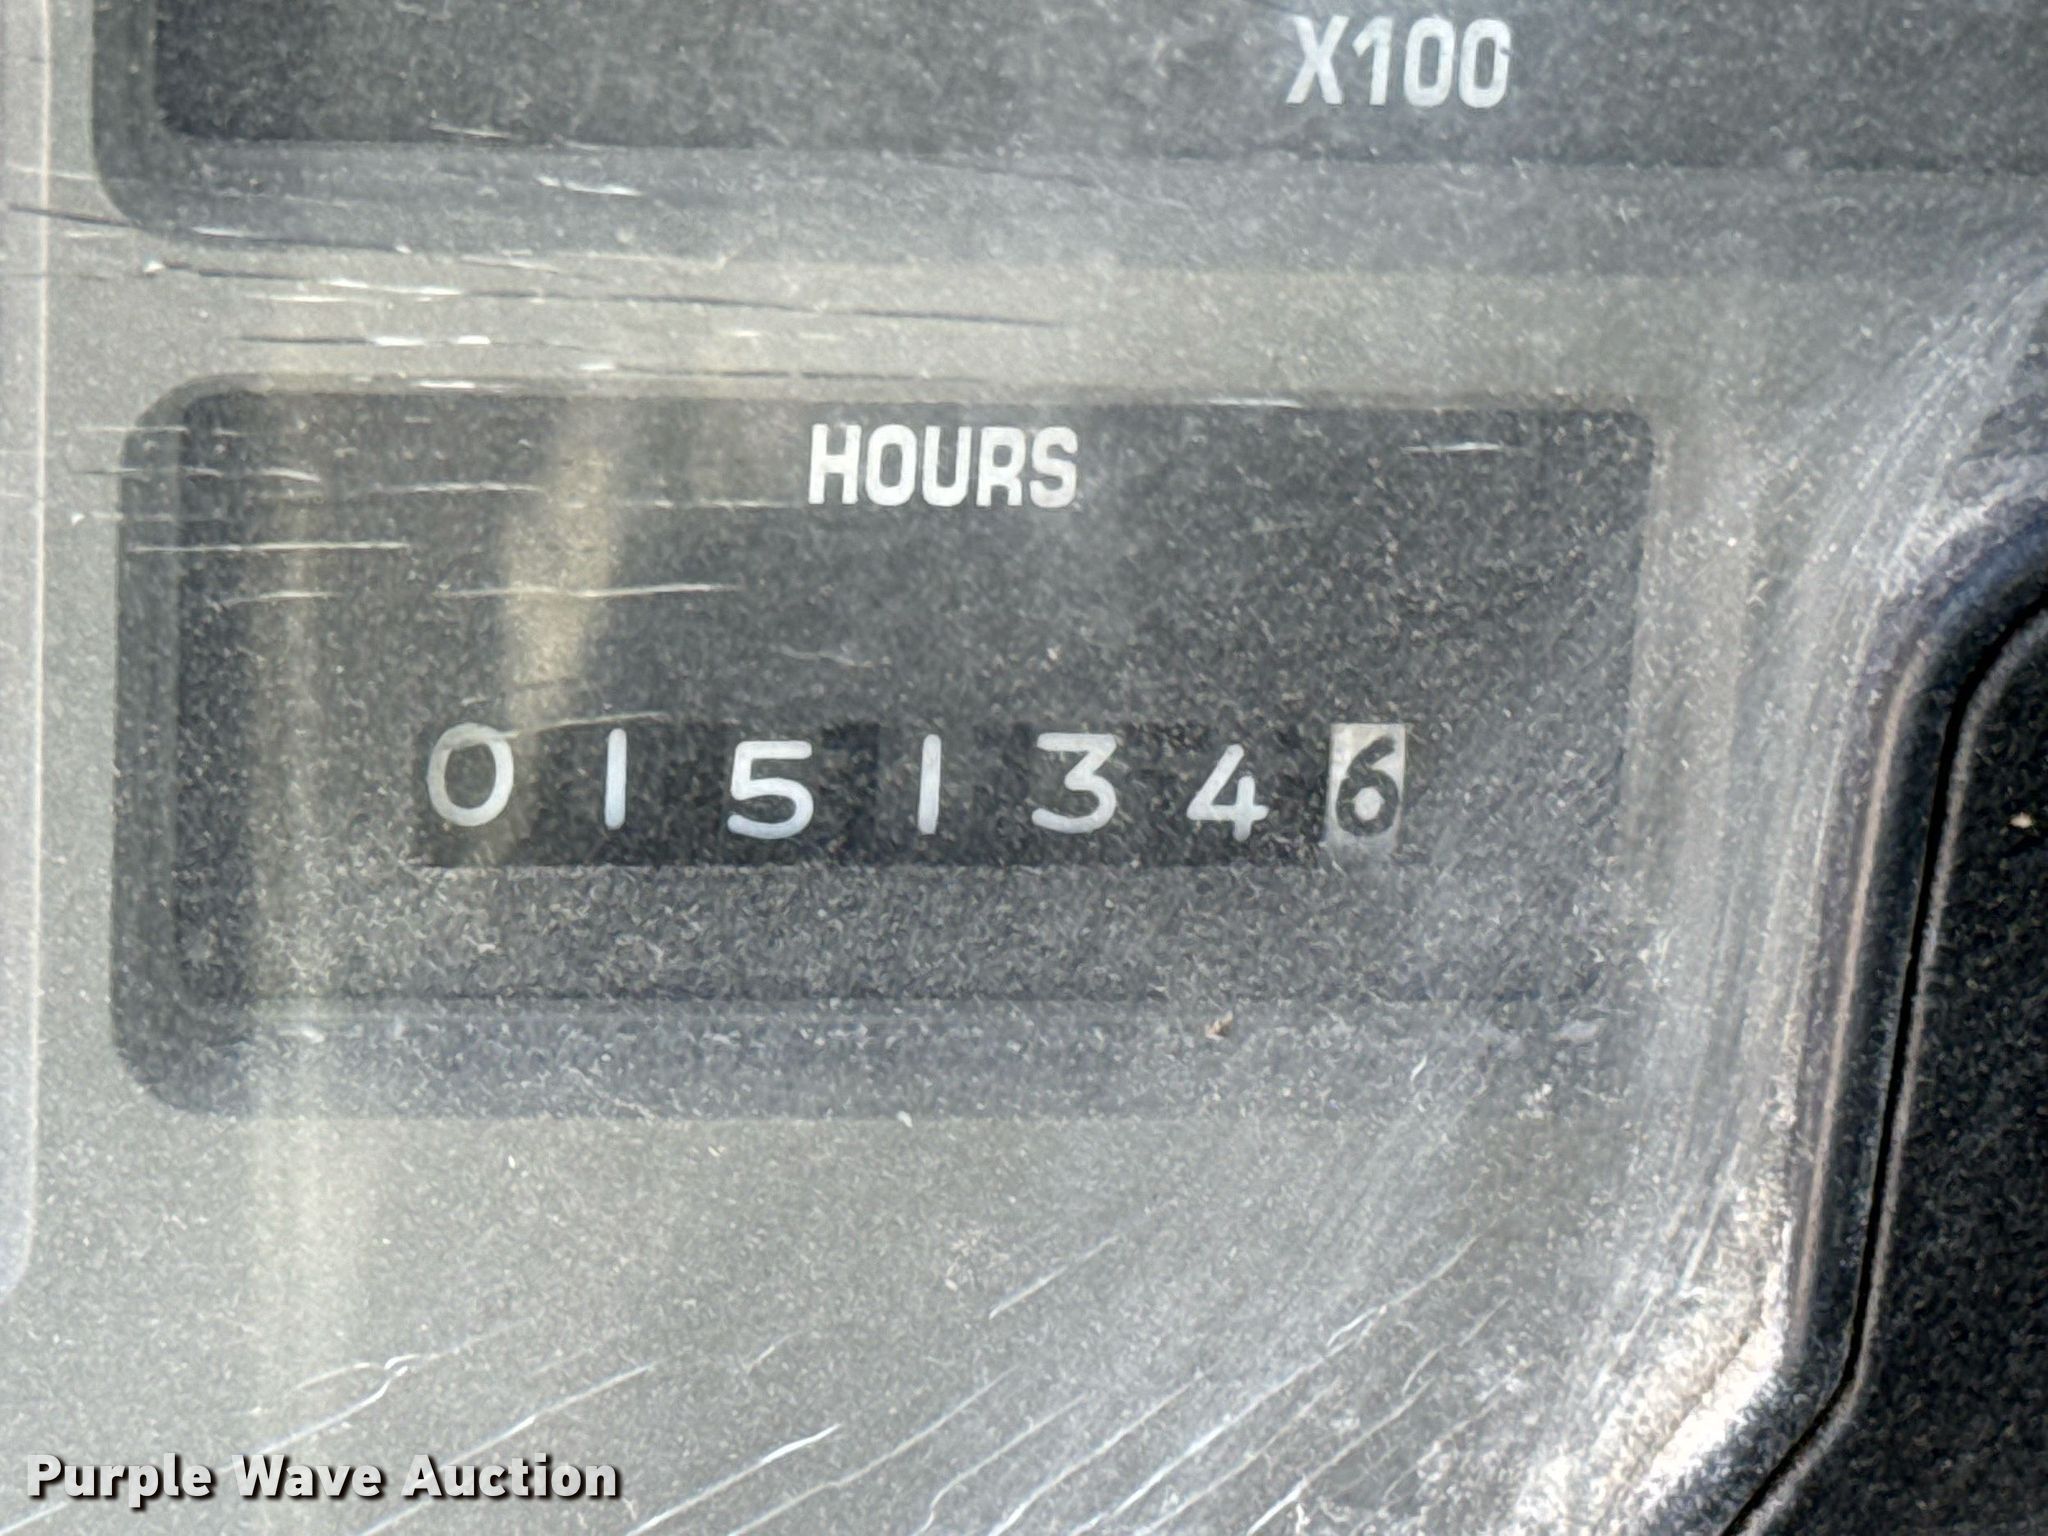 X100
HOURS
0151346
Purple Wave Auction